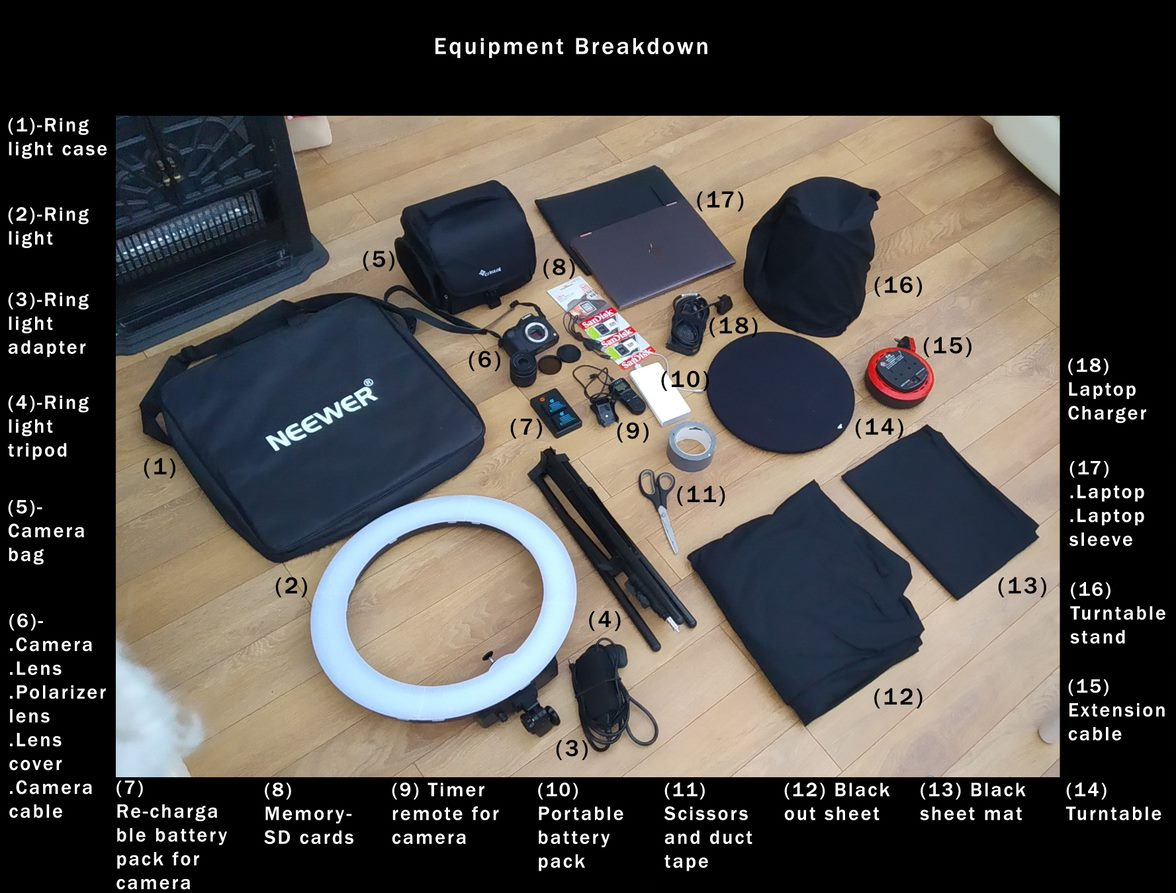 Equipment Breakdown
(1)-Ring
light case
(2)-Ring
light
(3)-Ring
light
adapter
(4)-Ring
light
tripod
(5)-
Camera
bag
(6)-
.Camera
.Lens
.Polarizer
lens
.Lens
cover
.Camera
cable
(7)
Re-charga
ble battery
pack for
camera
(8)
Memory-
SD cards
(9) Timer
remote for
camera
(10)
Portable
battery
pack
(11)
Scissors
and duct
tape
(12) Black
out sheet
(13) Black
sheet mat
(14)
Turntable
(18)
Laptop
Charger
(17)
.Laptop
.Laptop
sleeve
(16)
Turntable
stand
(15)
Extension
cable
(17)
(5)
(8)
(16)
(18)
(15)
(6)
SanDisk
SanDisk
SanDisk
(10)
NEEWER®
(7)
(9)
(14)
(1)
(11)
(2)
(13)
(4)
(12)
(3)